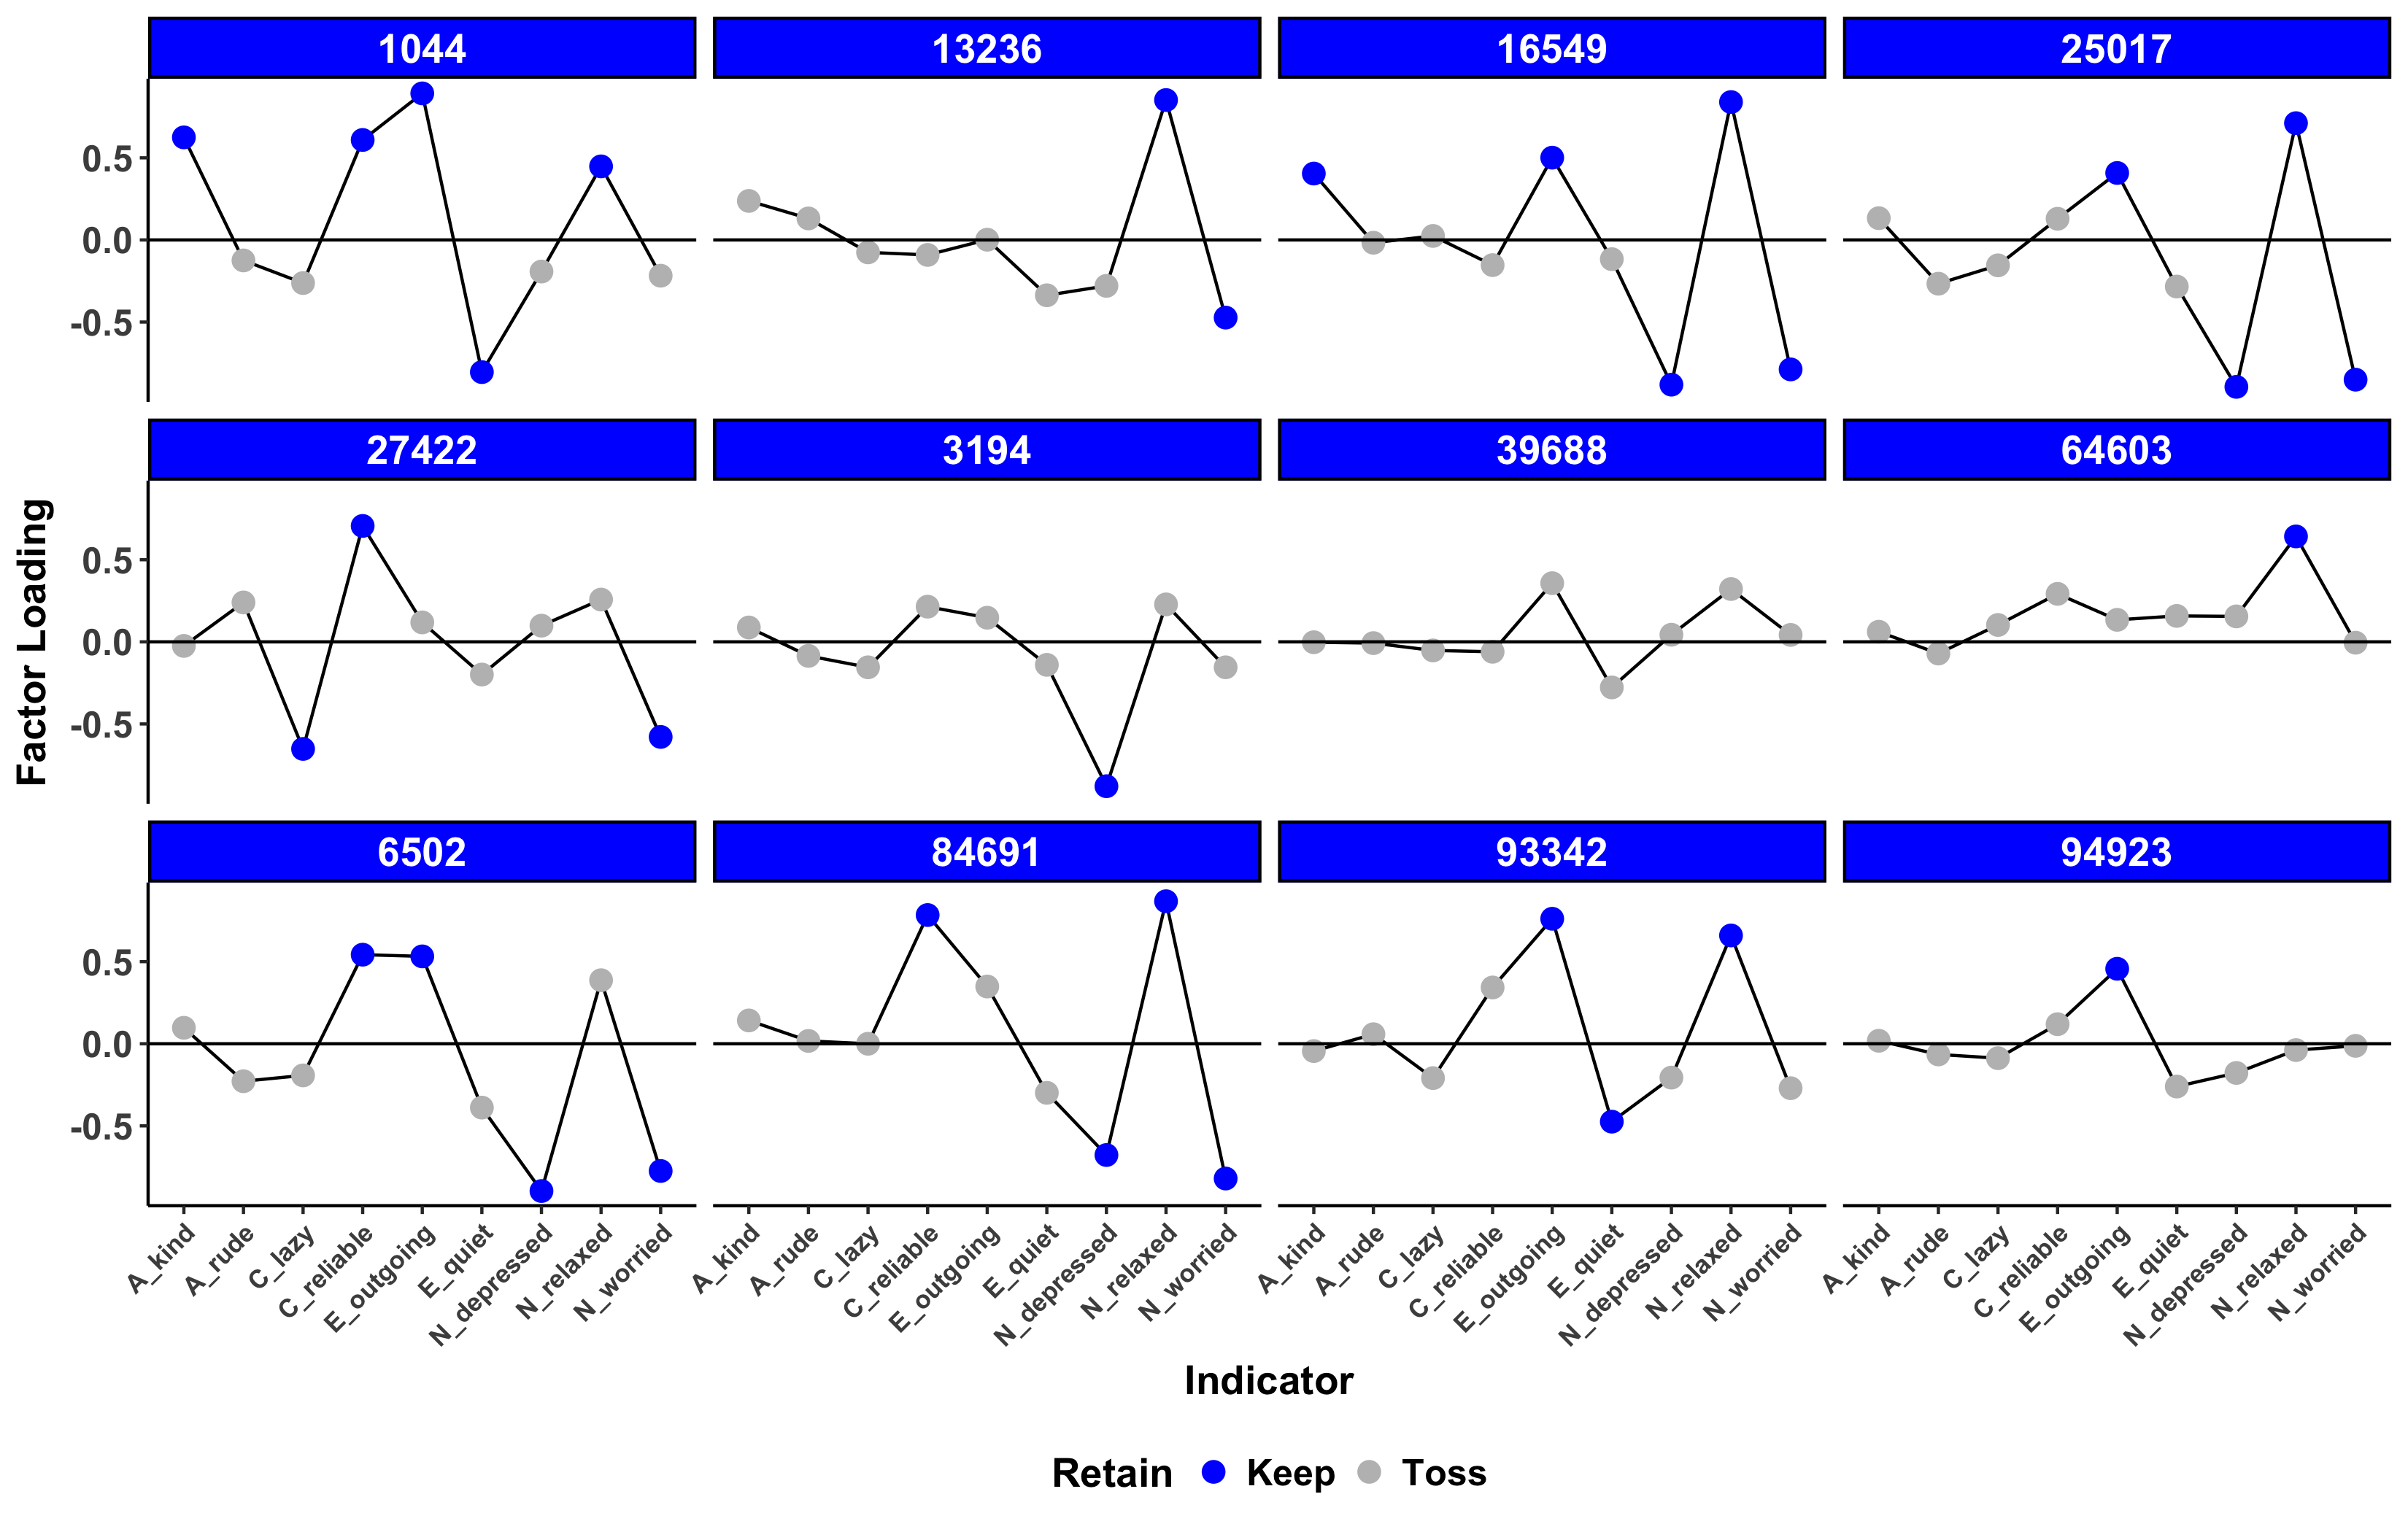 1044 13236 16549 25017
0.5
0.0
-0.5
27422 3194 39688 64603
Factor Loading
0.5
0.0
-0.5
6502 84691 93342 94923
0.5
0.0
-0.5
A_kind A_rude C_lazy C_reliable E_outgoing E_quiet N_depressed N_relaxed N_worried A_kind A_rude C_lazy C_reliable E_outgoing E_quiet N_depressed N_relaxed N_worried A_kind A_rude C_lazy C_reliable E_outgoing E_quiet N_depressed N_relaxed N_worried A_kind A_rude C_lazy C_reliable E_outgoing E_quiet N_depressed N_relaxed N_worried
Indicator
Retain Keep Toss